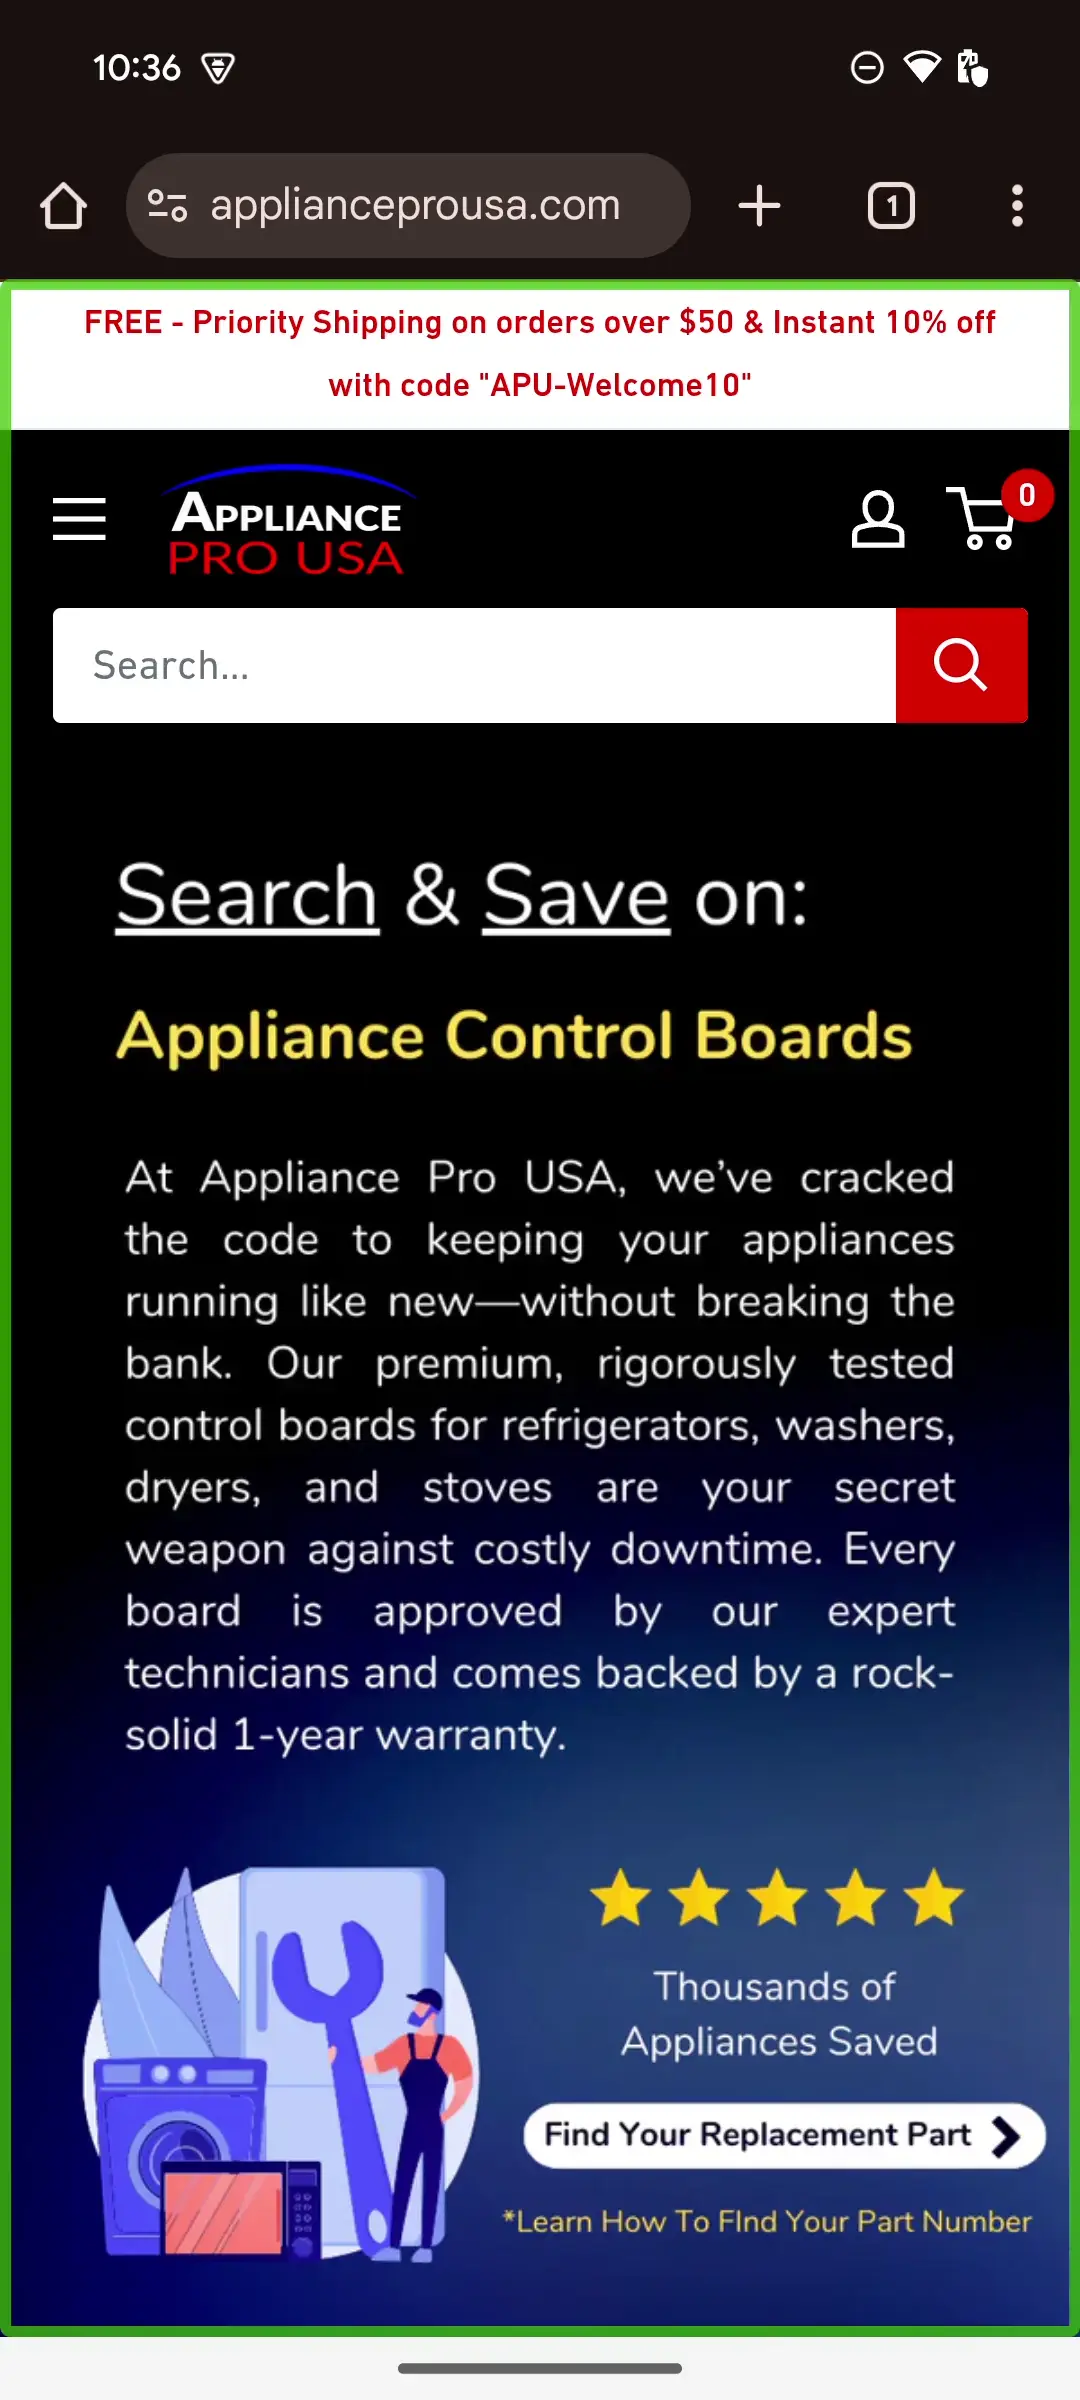 10:36
applianceprousa.com
1
FREE - Priority Shipping on orders over $50 & Instant 10% off
with code "APU-Welcome10"
APPLIANCE
PRO USA
0
Search...
Search & Save on:
Appliance Control Boards
At Appliance Pro USA, we’ve cracked
the code to keeping your appliances
running like new—without breaking the
bank. Our premium, rigorously tested
control boards for refrigerators, washers,
dryers, and stoves are your secret
weapon against costly downtime. Every
board is approved by our expert
technicians and comes backed by a rock-
solid 1-year warranty.
Thousands of
Appliances Saved
Find Your Replacement Part
*Learn How To FInd Your Part Number